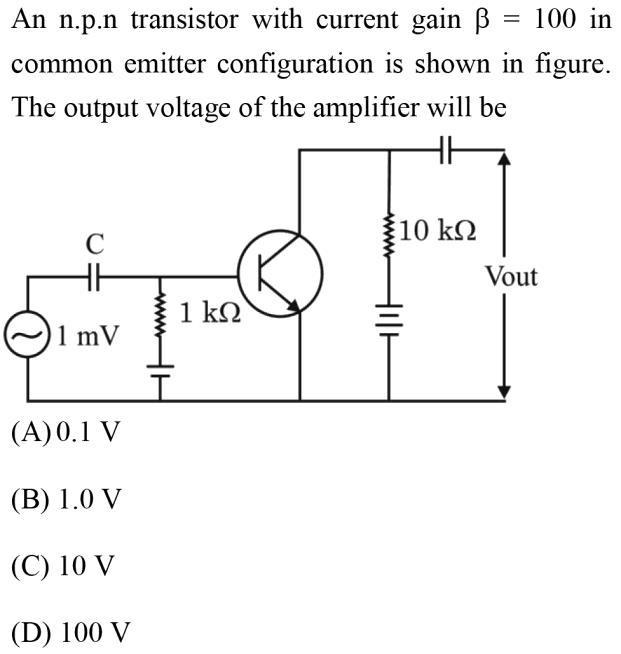 An n.p.n transistor with current gain β = 100 in
common emitter configuration is shown in figure.
The output voltage of the amplifier will be
C
10 kΩ
Vout
1 kΩ
1 mV
(A) 0.1 V
(B) 1.0 V
(C) 10 V
(D) 100 V